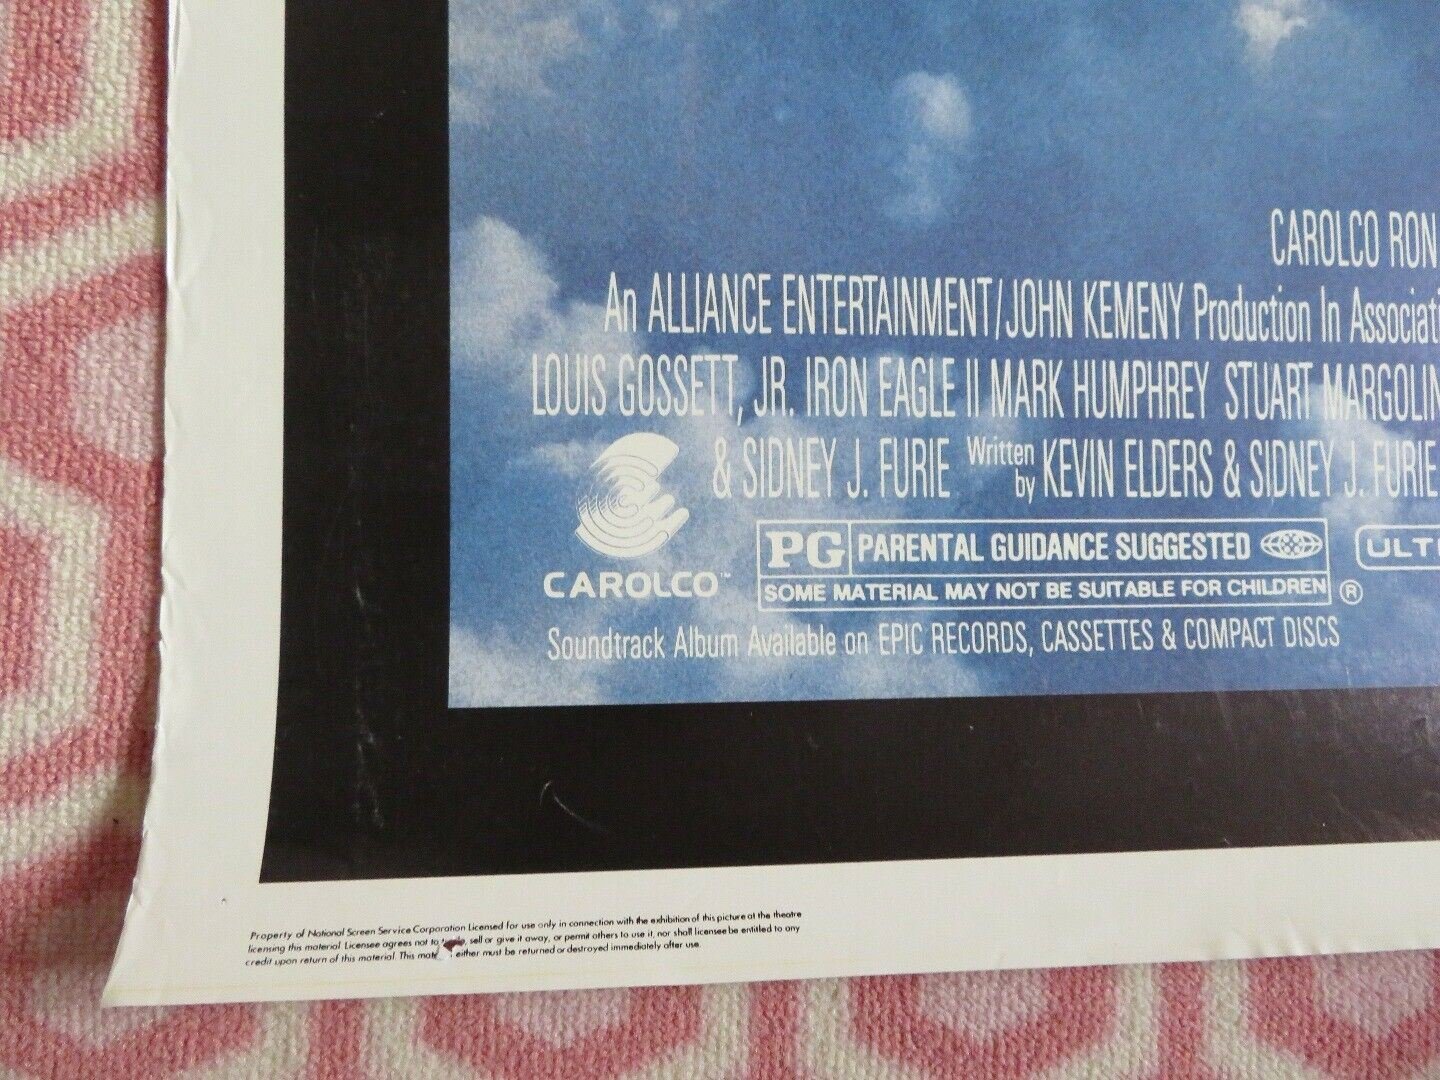 CAROLCO RON
An ALLIANCE ENTERTAINMENT/JOHN KEMENY Production In Associati
LOUIS GOSSETT, JR. IRON EAGLE II MARK HUMPHREY STUART MARGOLIN
& SIDNEY J. FURIE Written by KEVIN ELDERS & SIDNEY J. FURIE
CAROLCO™
PG PARENTAL GUIDANCE SUGGESTED
SOME MATERIAL MAY NOT BE SUITABLE FOR CHILDREN ®
ULT
Soundtrack Album Available on EPIC RECORDS, CASSETTES & COMPACT DISCS
Property of National Screen Service Corporation Licensed for use only in connection with the exhibition of this picture at the theatre
licensing this material. Licensee agrees not to sell or give it away, or permit others to use it, nor shall licensee be entitled to any
credit upon return of this material. This either must be returned or destroyed immediately after use.